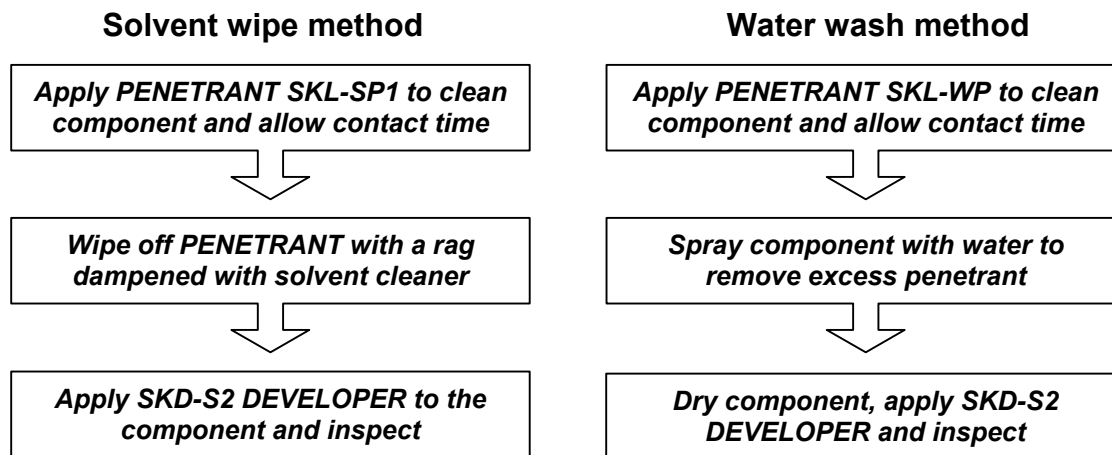 Solvent wipe method
Apply PENETRANT SKL-SP1 to clean
component and allow contact time
Wipe off PENETRANT with a rag
dampened with solvent cleaner
Apply SKD-S2 DEVELOPER to the
component and inspect
Water wash method
Apply PENETRANT SKL-WP to clean
component and allow contact time
Spray component with water to
remove excess penetrant
Dry component, apply SKD-S2
DEVELOPER and inspect